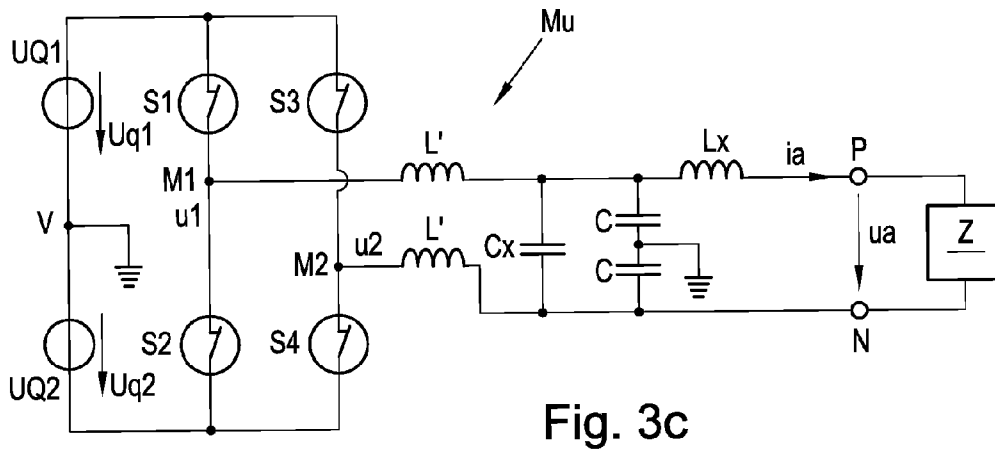 Mu
UQ1
Uq1
S1
S3
M1
u1
L'
Lx
ia
P
V
Cx
C
C
ua
Z
u2
L'
M2
N
UQ2
Uq2
S2
S4
Fig. 3c